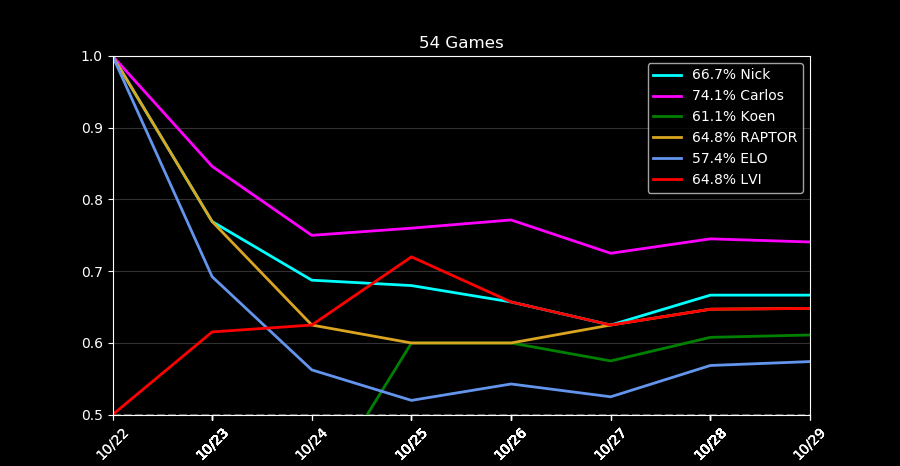 54 Games
1.0
0.9
0.8
0.7
0.6
0.5
66.7% Nick
74.1% Carlos
61.1% Koen
64.8% RAPTOR
57.4% ELO
64.8% LVI
10/22
10/23
10/24
10/25
10/26
10/27
10/28
10/29